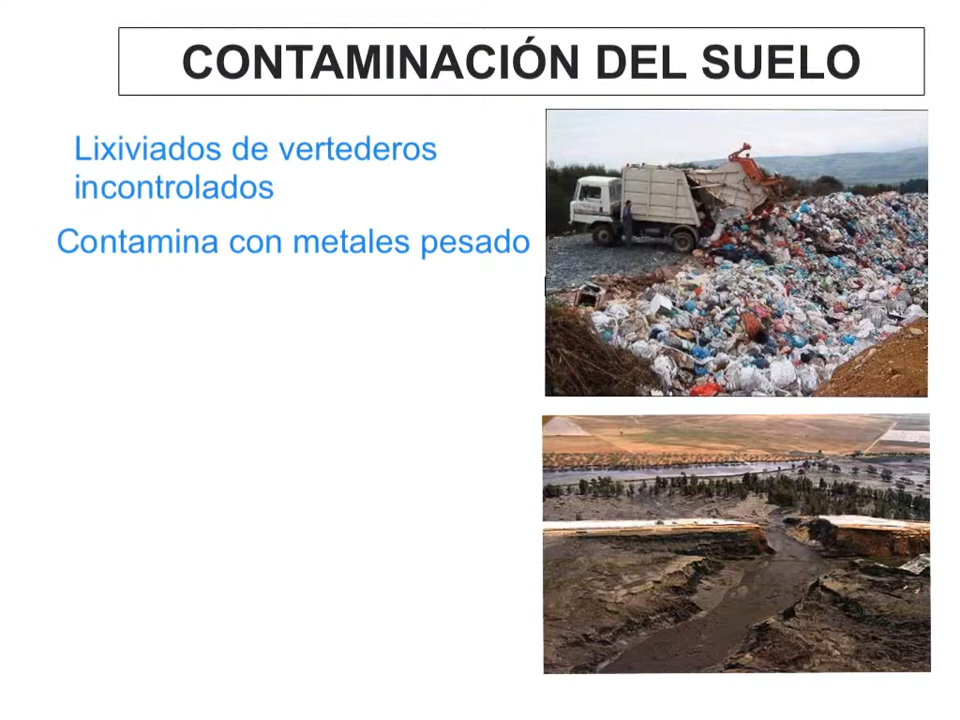 CONTAMINACIÓN DEL SUELO
Lixiviados de vertederos
incontrolados
Contamina con metales pesado